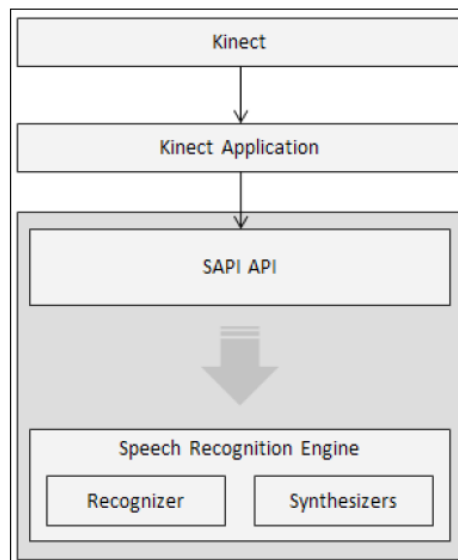 Kinect
Kinect Application
SAPI API
Speech Recognition Engine
Recognizer
Synthesizers